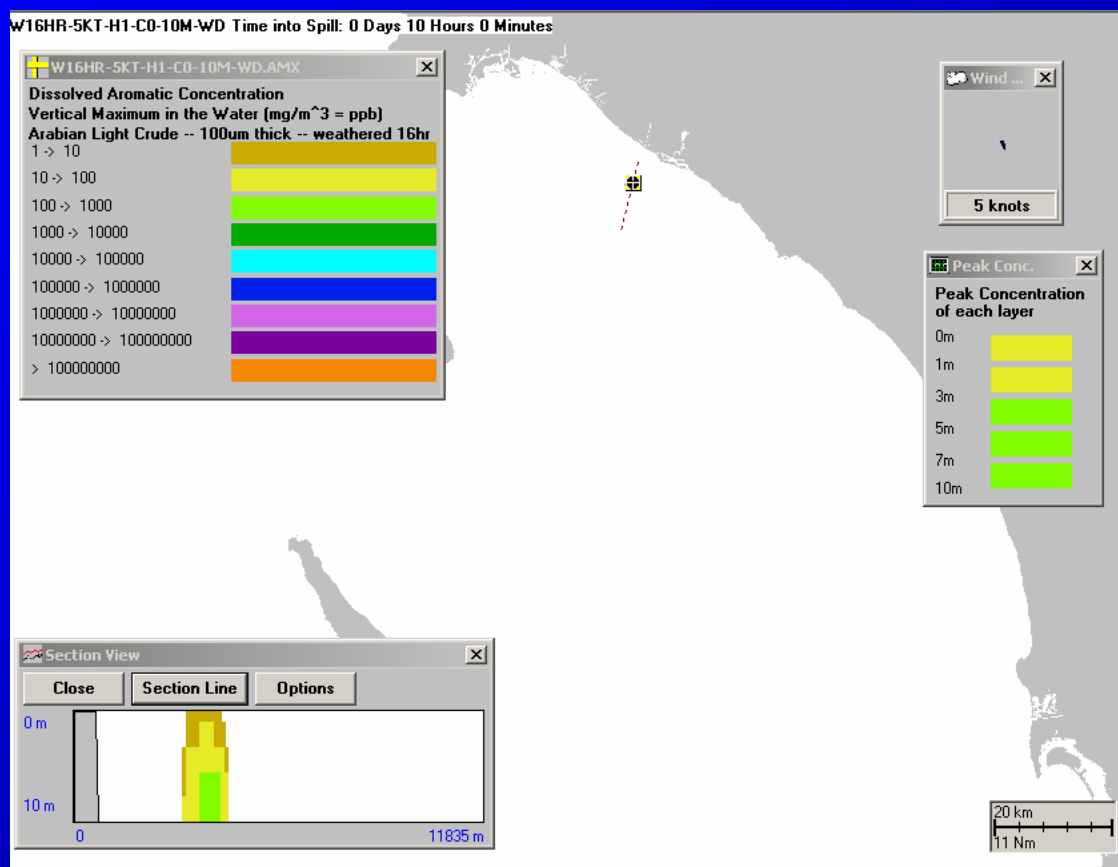 W16HR-5KT-H1-C0-10M-WD Time into Spill: 0 Days 10 Hours 0 Minutes
W16HR-5KT-H1-C0-10M-WD.AMX
Dissolved Aromatic Concentration
Vertical Maximum in the Water (mg/m^3 = ppb)
Arabian Light Crude -- 100um thick -- weathered 16hr
1 -> 10
10 -> 100
100 -> 1000
1000 -> 10000
10000 -> 100000
100000 -> 1000000
1000000 -> 10000000
10000000 -> 100000000
> 100000000
Wind ...
5 knots
Peak Conc.
Peak Concentration
of each layer
0m
1m
3m
5m
7m
10m
Section View
Close Section Line Options
0 m
10 m
0 11835 m
20 km
11 Nm